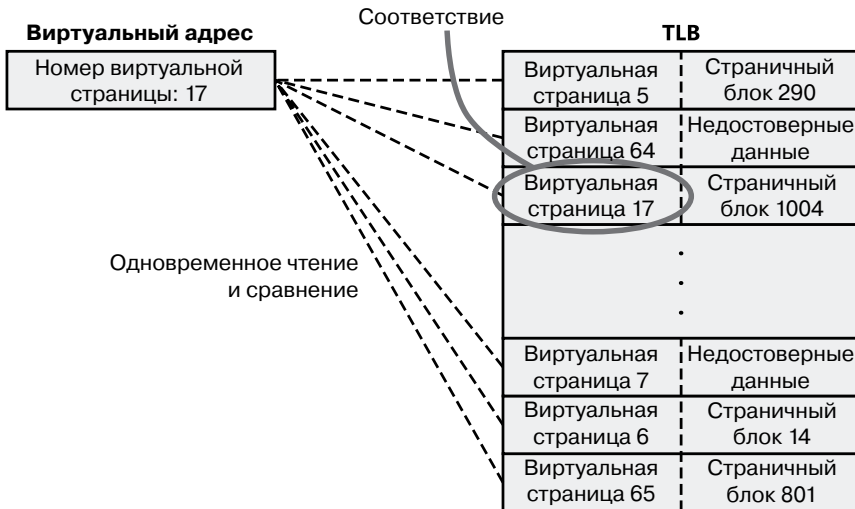 Соответствие
Виртуальный адрес
TLB
Номер виртуальной
страницы: 17
Виртуальная
страница 5
Страничный
блок 290
Виртуальная
страница 64
Недостоверные
данные
Виртуальная
страница 17
Страничный
блок 1004
Одновременное чтение
и сравнение
Виртуальная
страница 7
Недостоверные
данные
Виртуальная
страница 6
Страничный
блок 14
Виртуальная
страница 65
Страничный
блок 801